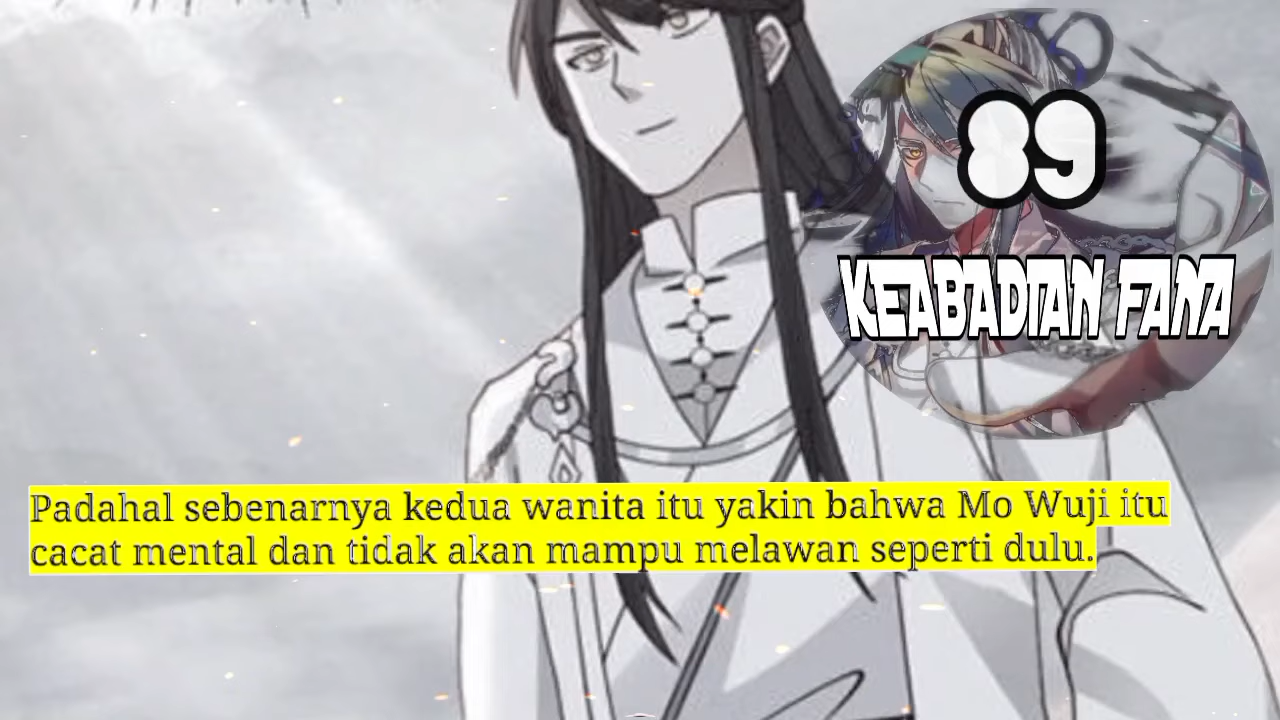 89
KEABADIAN FANA
Padahal sebenarnya kedua wanita itu yakin bahwa Mo Wuji itu
cacat mental dan tidak akan mampu melawan seperti dulu.